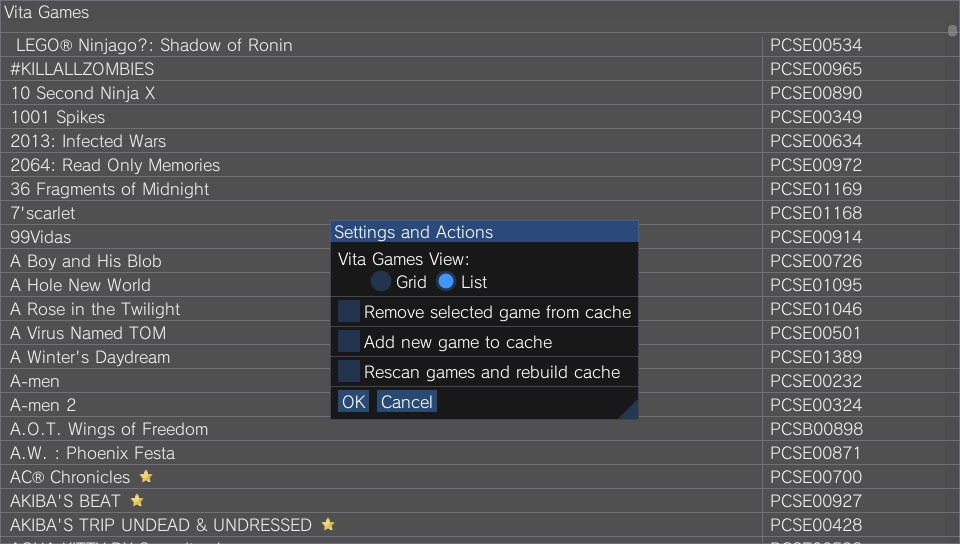 Vita Games
LEGO® Ninjago?: Shadow of Ronin PCSE00534
#KILLALLZOMBIES PCSE00965
10 Second Ninja X PCSE00890
1001 Spikes PCSE00349
2013: Infected Wars PCSE00634
2064: Read Only Memories PCSE00972
36 Fragments of Midnight PCSE01169
7'scarlet PCSE01168
99Vidas PCSE00914
A Boy and His Blob PCSE00726
A Hole New World PCSE01095
A Rose in the Twilight PCSE01046
A Virus Named TOM PCSE00501
A Winter's Daydream PCSE01389
A-men PCSE00232
A-men 2 PCSE00324
A.O.T. Wings of Freedom PCSB00898
A.W. : Phoenix Festa PCSE00871
AC® Chronicles PCSE00700
AKIBA'S BEAT PCSE00927
AKIBA'S TRIP UNDEAD & UNDRESSED PCSE00428
Settings and Actions
Vita Games View:
Grid List
Remove selected game from cache
Add new game to cache
Rescan games and rebuild cache
OK Cancel